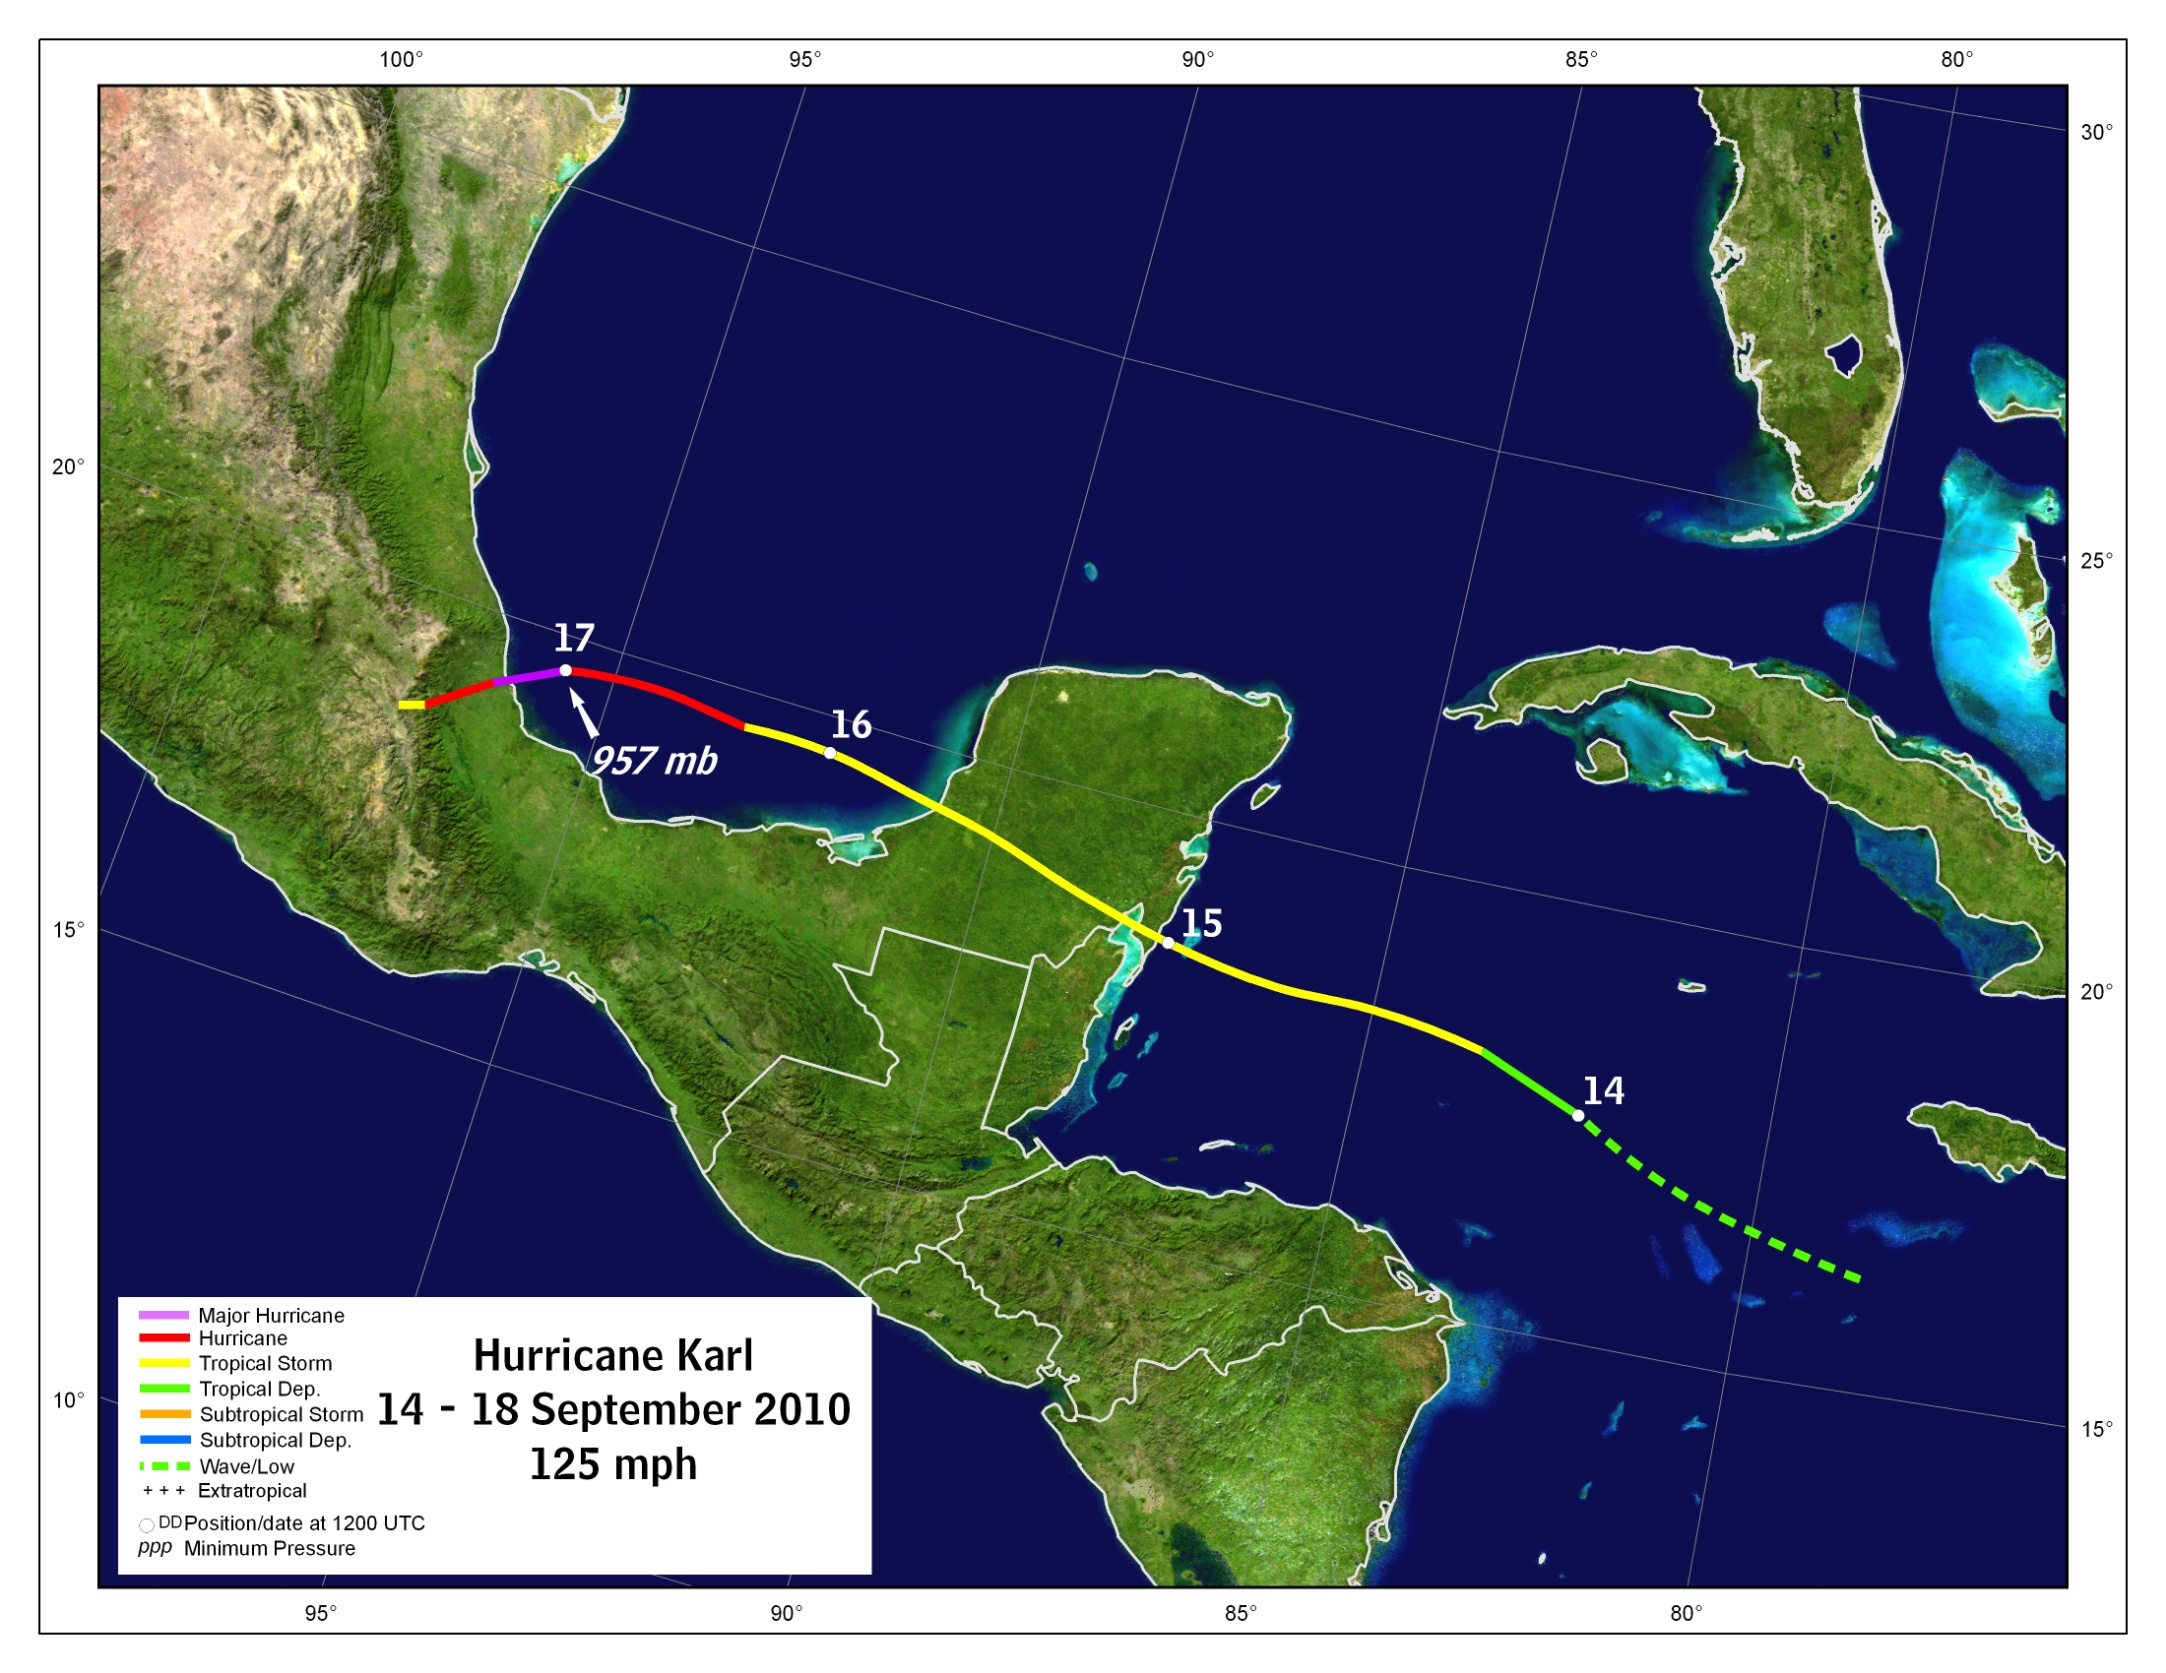 100° 95° 90° 85° 80°
30°
20°
25°
17
16
957 mb
15
15°
20°
14
Major Hurricane
Hurricane
Tropical Storm
Tropical Dep.
Subtropical Storm
Subtropical Dep.
Wave/Low
+ + + Extratropical
DD Position/date at 1200 UTC
ppp Minimum Pressure
Hurricane Karl
14 - 18 September 2010
125 mph
10°
15°
95° 90° 85° 80°